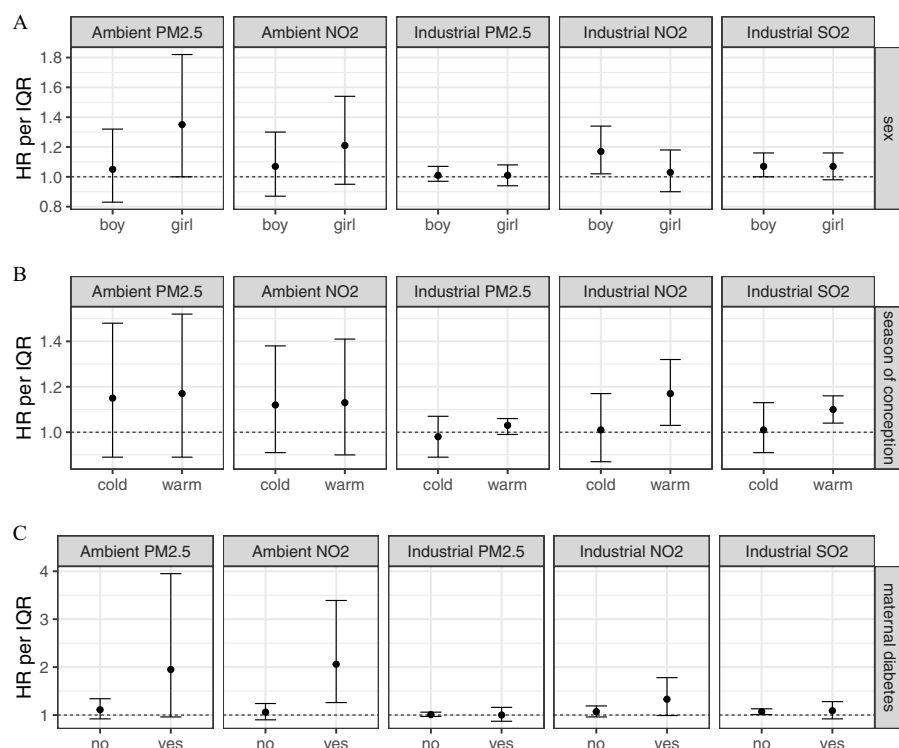 A
Ambient PM2.5 Ambient NO2 Industrial PM2.5 Industrial NO2 Industrial SO2
HR per IQR
1.8
1.6
1.4
1.2
1.0
0.8
sex
boy girl boy girl boy girl boy girl boy girl
B
Ambient PM2.5 Ambient NO2 Industrial PM2.5 Industrial NO2 Industrial SO2
HR per IQR
1.4
1.2
1.0
season of conception
cold warm cold warm cold warm cold warm cold warm
C
Ambient PM2.5 Ambient NO2 Industrial PM2.5 Industrial NO2 Industrial SO2
HR per IQR
4
3
2
1
maternal diabetes
no yes no yes no yes no yes no yes